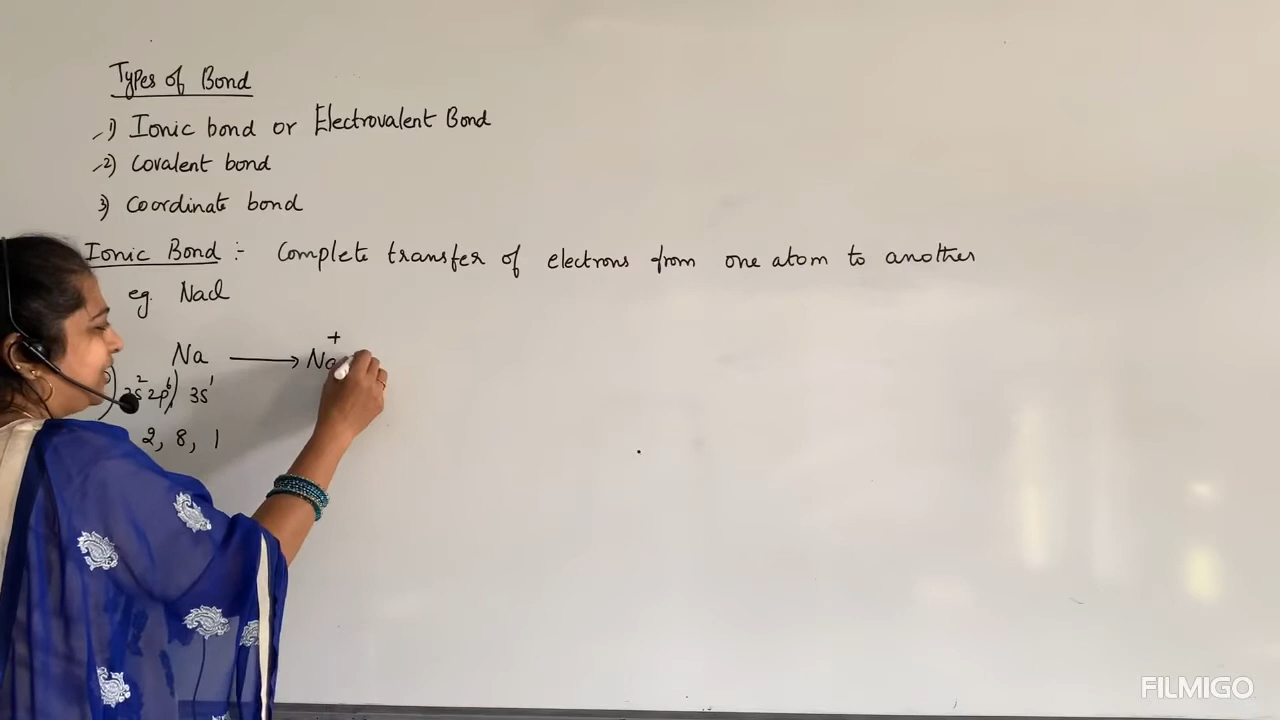 Types of Bond
1) Ionic bond or Electrovalent Bond
2) Covalent bond
3) Coordinate bond
Ionic Bond :- Complete transfer of electrons from one atom to another
eg. Nacl
Na ⟶ Na+
2p6) 3s1
2, 8, 1
FILMIGO